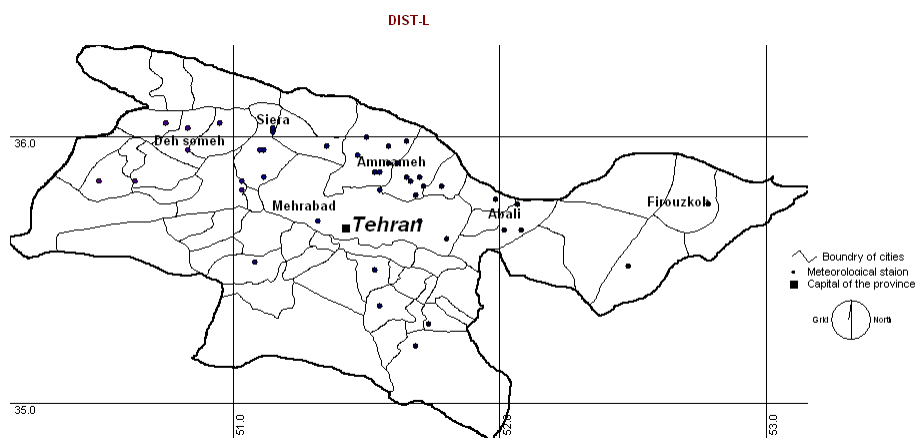 DIST-L
36.0
Siera
Deh someh
Ammameh
Mehrabad
Tehran
Abali
Firouzkoh
Boundry of cities
Meteorological staion
Capital of the province
Grid
North
35.0
51.0
52.0
53.0